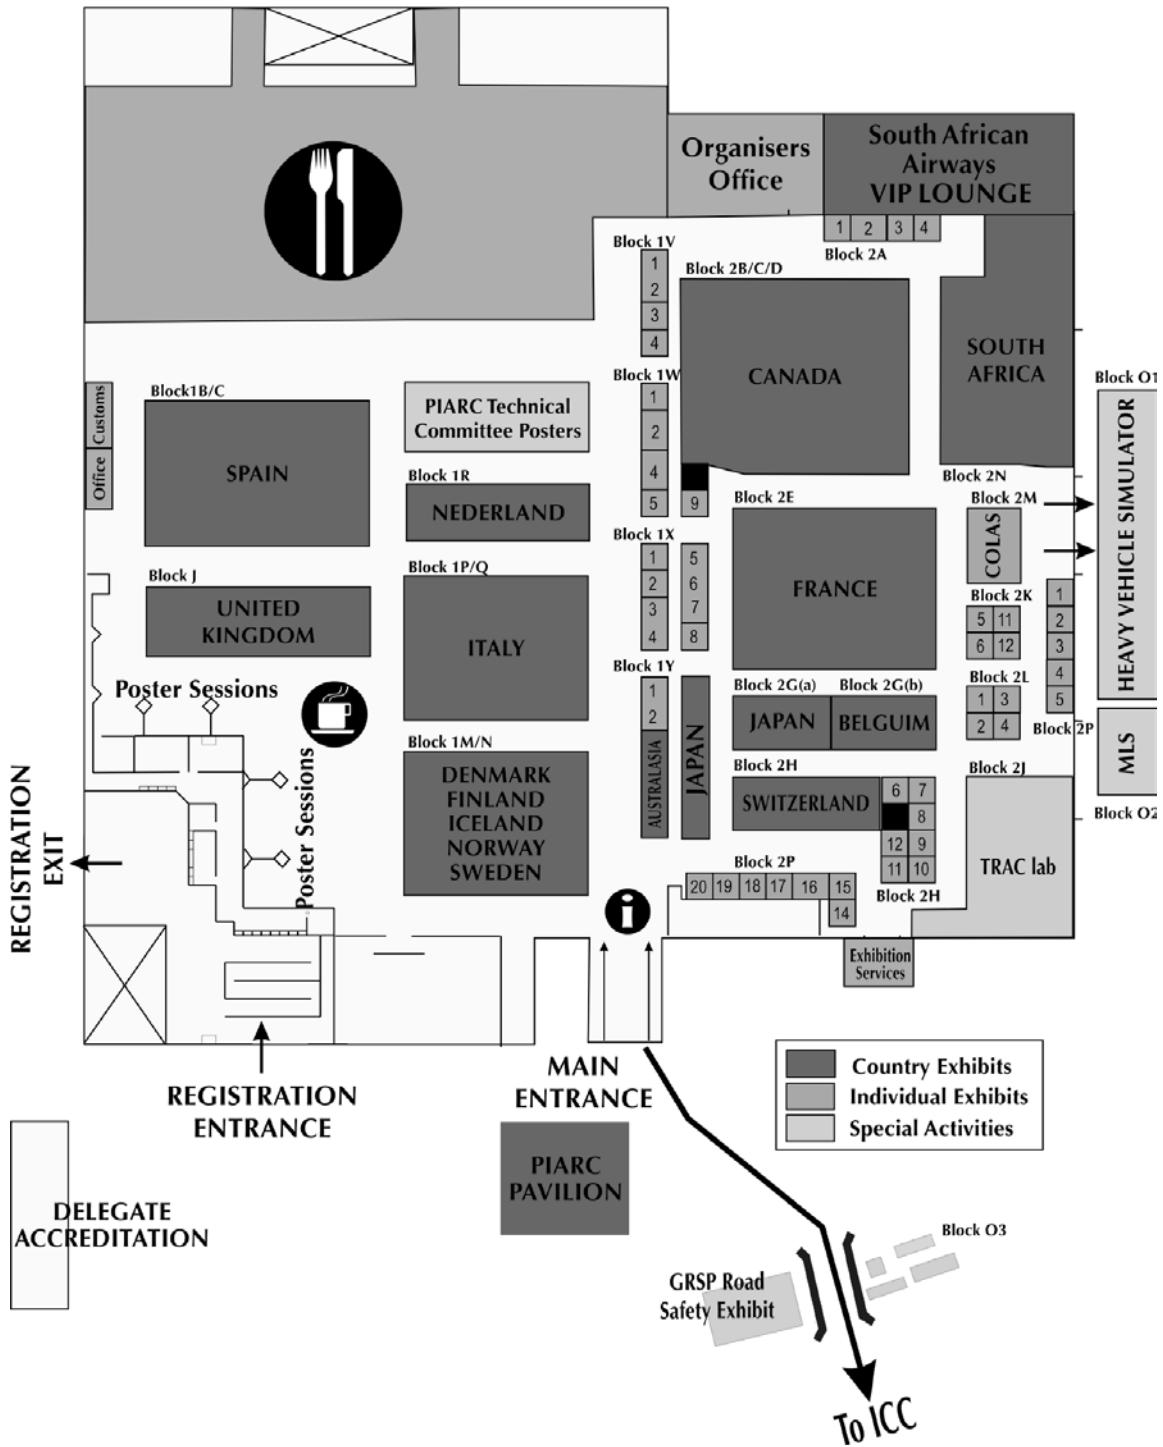 Organisers
Office
South African
Airways
VIP LOUNGE
1 2 3 4
Block 2A
Block 1V
1
2
3
4
Block 2B/C/D
CANADA
SOUTH
AFRICA
Block 2N
Block O1
HEAVY VEHICLE SIMULATOR
Customs
Office
Block1B/C
SPAIN
PIARC Technical
Committee Posters
Block 1R
NEDERLAND
Block 1W
1
2
4
5
9
Block 2E
FRANCE
Block 2M
COLAS
Block J
UNITED
KINGDOM
Block 1P/Q
ITALY
Block 1X
1
2
3
4
5
6
7
8
Block 2K
5 11
6 12
Block 2L
1 3
2 4
1
2
3
4
5
Block 2P
MLS
Block O2
Poster Sessions
Poster Sessions
Block 1Y
1
2
AUSTRALASIA
JAPAN
Block 2G(a)
JAPAN
Block 2G(b)
BELGUIM
Block 1M/N
DENMARK
FINLAND
ICELAND
NORWAY
SWEDEN
Block 2H
SWITZERLAND
6 7
8
12 9
11 10
Block 2H
Block 2J
TRAC lab
Block 2P
20 19 18 17 16 15
14
i
Exhibition
Services
REGISTRATION
EXIT
REGISTRATION
ENTRANCE
MAIN
ENTRANCE
Country Exhibits
Individual Exhibits
Special Activities
PIARC
PAVILION
DELEGATE
ACCREDITATION
GRSP Road
Safety Exhibit
Block O3
To ICC